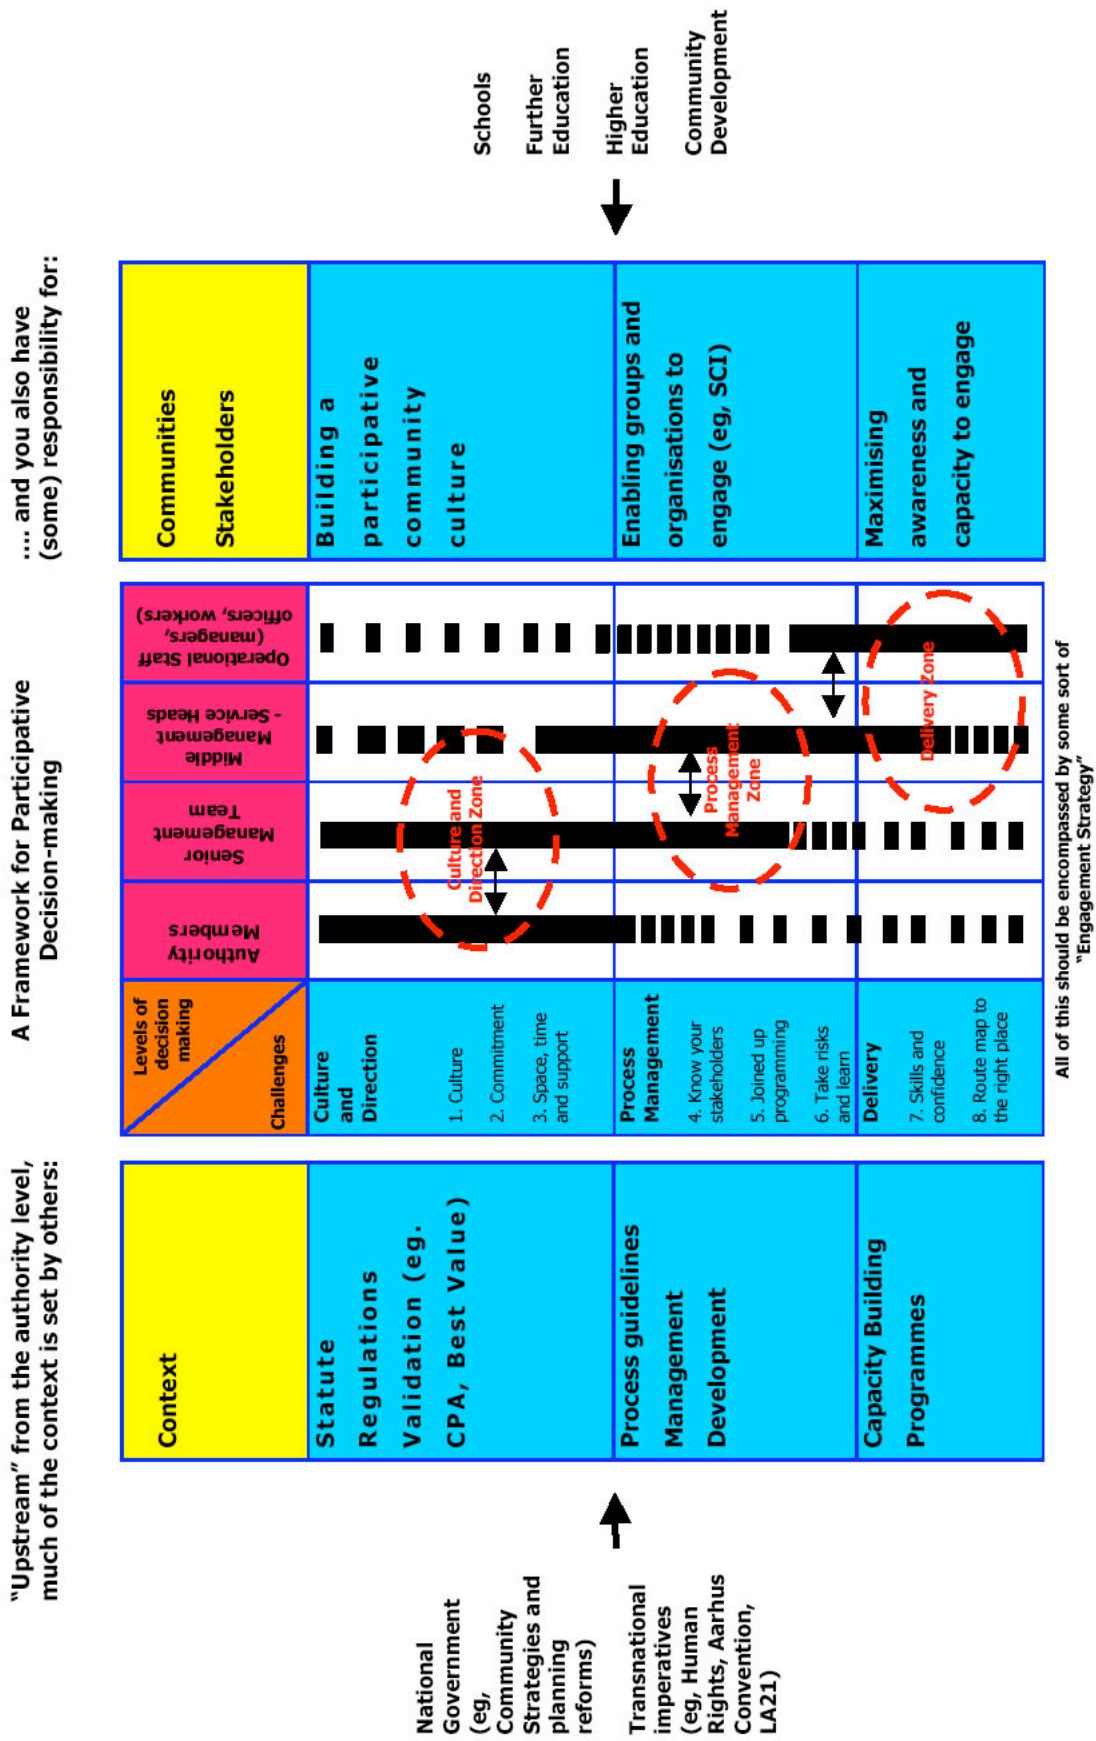 "Upstream" from the authority level,
much of the context is set by others:
A Framework for Participative
Decision-making
.... and you also have
(some) responsibility for:
National
Government
(eg,
Community
Strategies and
planning
reforms)
Transnational
imperatives
(eg, Human
Rights, Aarhus
Convention,
LA21)
Context
Statute
Regulations
Validation (eg.
CPA, Best Value)
Process guidelines
Management
Development
Capacity Building
Programmes
Levels of
decision
making
Challenges
Authority
Members
Senior
Management
Team
Middle
Management
- Service Heads
Operational Staff
(managers,
officers, workers)
Culture
and
Direction
1. Culture
2. Commitment
3. Space, time
and support
Process
Management
4. Know your
stakeholders
5. Joined up
programming
6. Take risks
and learn
Delivery
7. Skills and
confidence
8. Route map to
the right place
Culture and
Direction Zone
Process
Management
Zone
Delivery Zone
Communities
Stakeholders
Building a
participative
community
culture
Enabling groups and
organisations to
engage (eg, SCI)
Maximising
awareness and
capacity to engage
Schools
Further
Education
Higher
Education
Community
Development
All of this should be encompassed by some sort of
"Engagement Strategy"